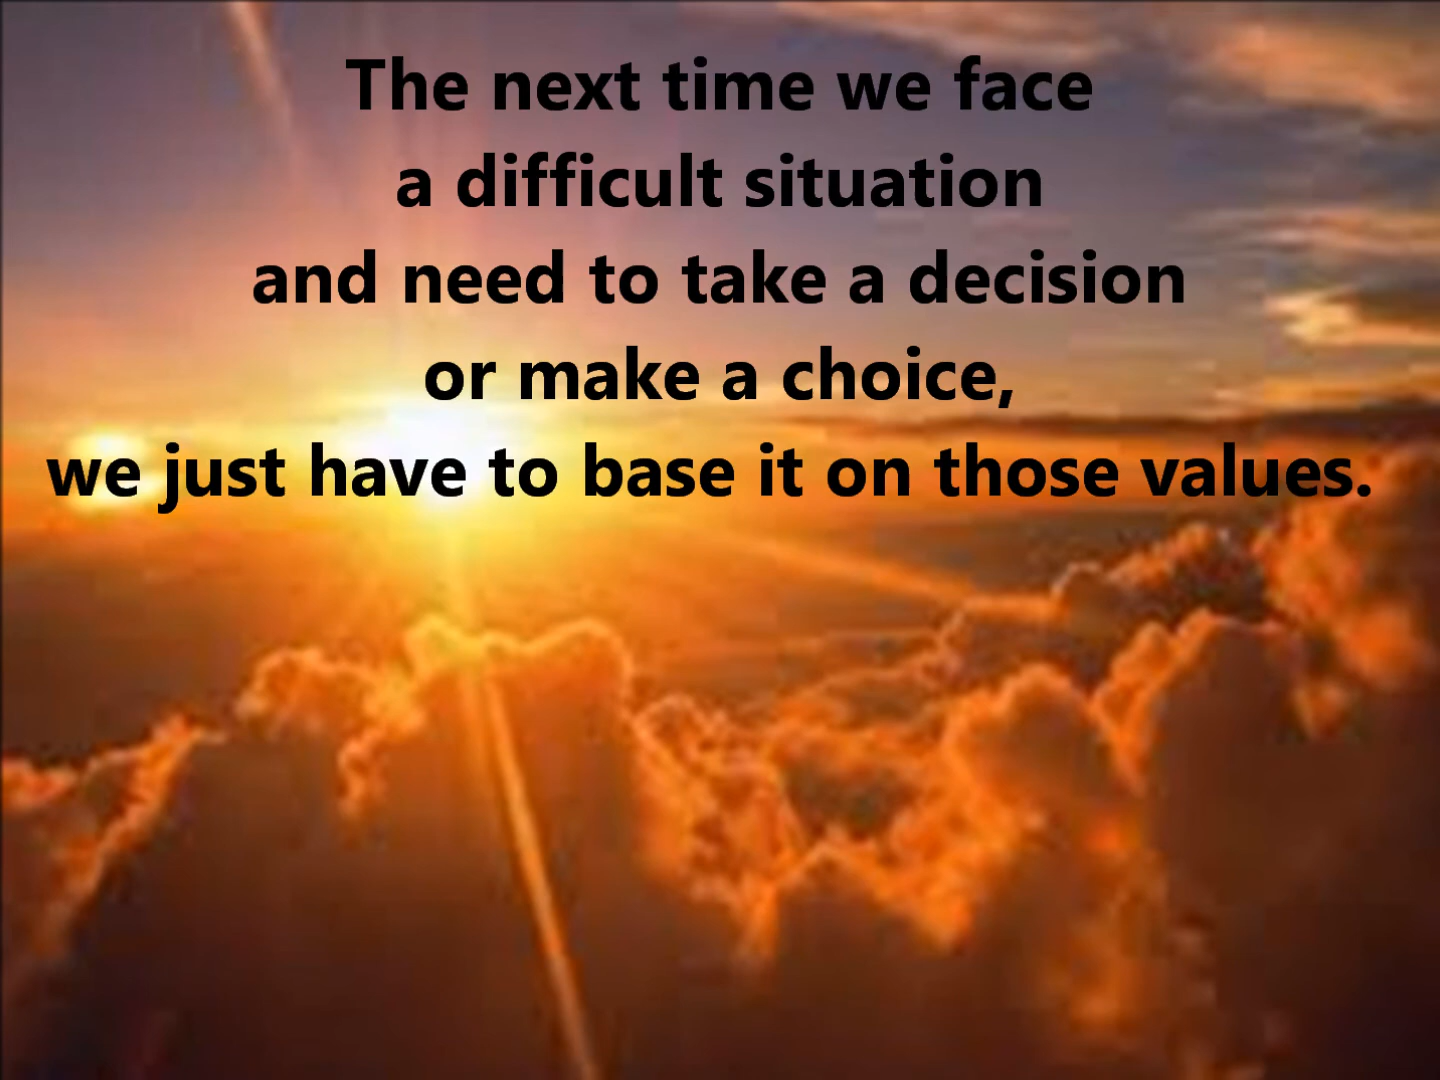 The next time we face
a difficult situation
and need to take a decision
or make a choice,
we just have to base it on those values.